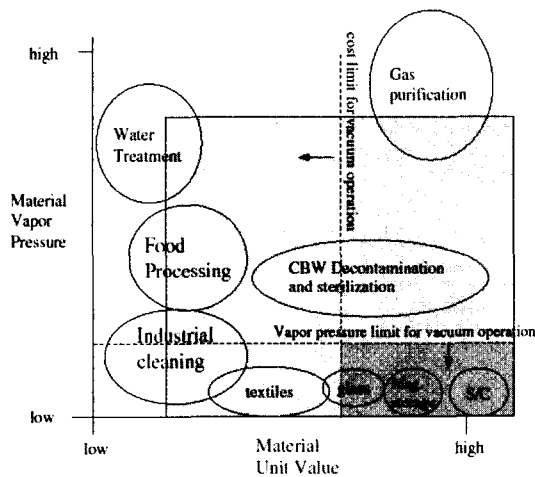 high
Gas
purification
cost limit for vacuum operation
Water
Treatment
Material
Vapor
Pressure
Food
Processing
CBW Decontamination
and sterilization
Vapor pressure limit for vacuum operation
Industrial
cleaning
textiles
S/C
low
low
Material
Unit Value
high